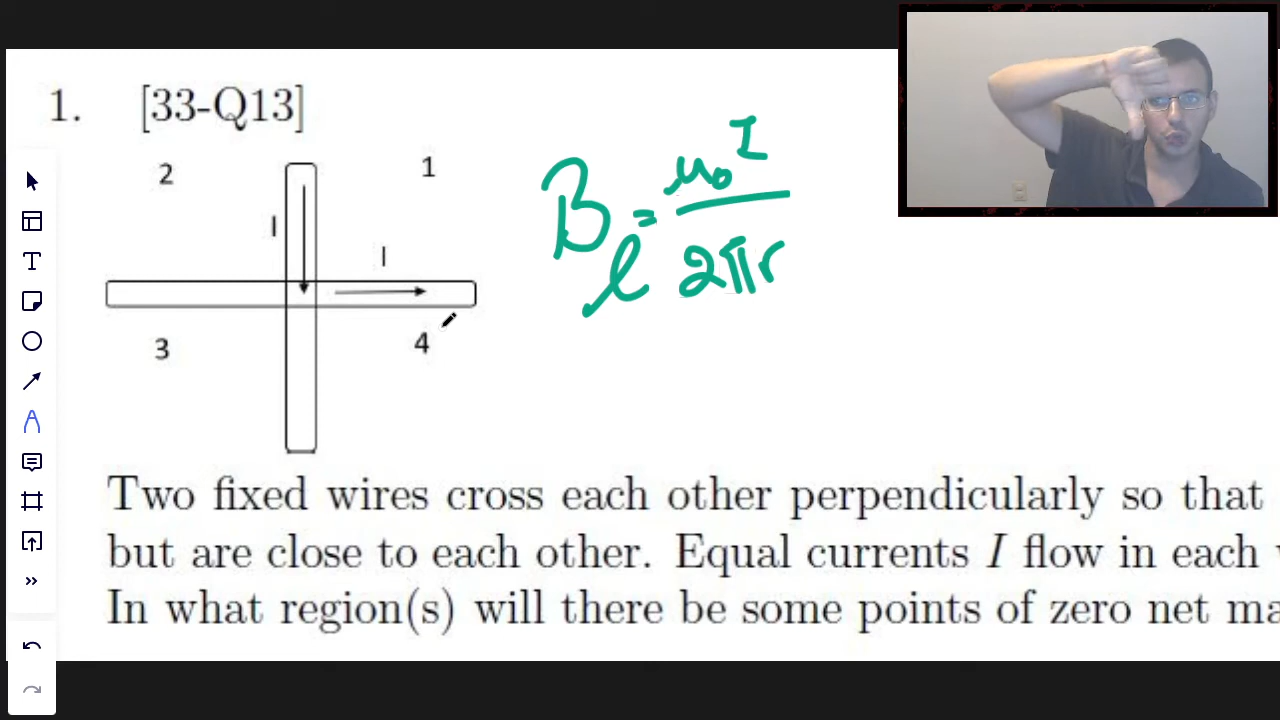 1. [33-Q13]
2
1
I
I
3
4
B = μ₀I
l 2πr
Two fixed wires cross each other perpendicularly so that
but are close to each other. Equal currents I flow in each
In what region(s) will there be some points of zero net ma
T
A
»